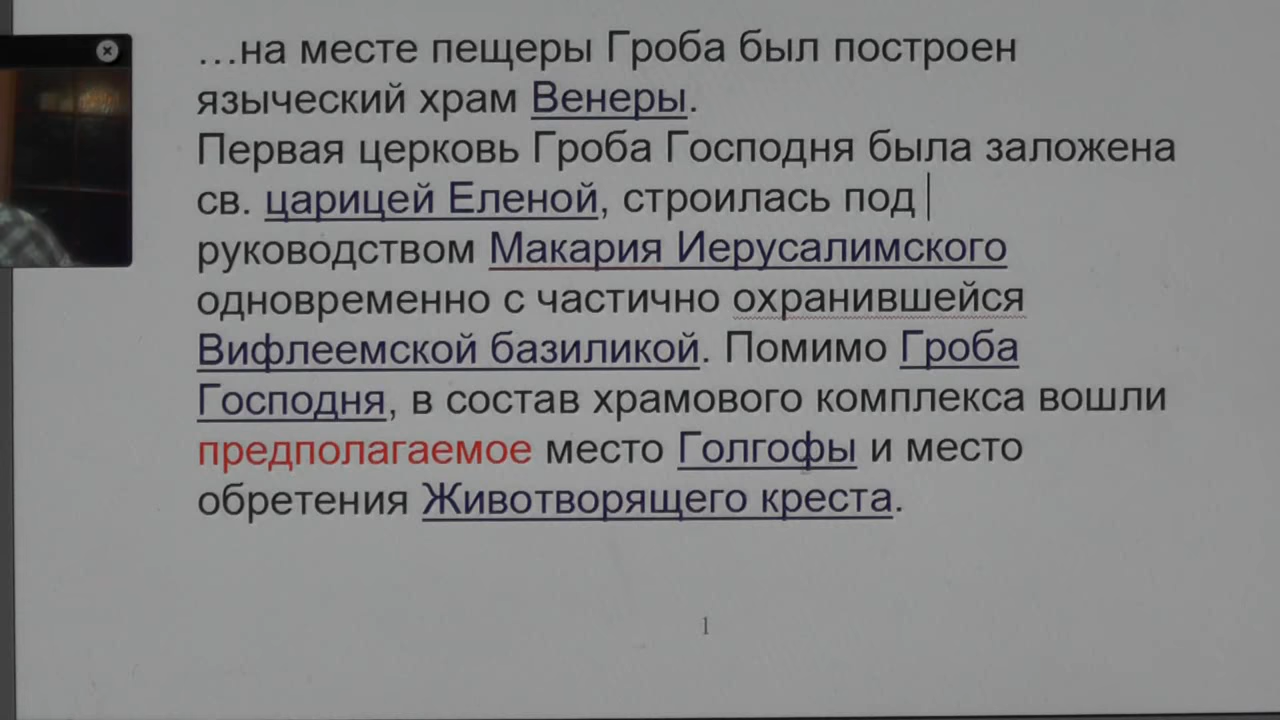 …на месте пещеры Гроба был построен
языческий храм Венеры.
Первая церковь Гроба Господня была заложена
св. царицей Еленой, строилась под
руководством Макария Иерусалимского
одновременно с частично охранившейся
Вифлеемской базиликой. Помимо Гроба
Господня, в состав храмового комплекса вошли
предполагаемое место Голгофы и место
обретения Животворящего креста.
1